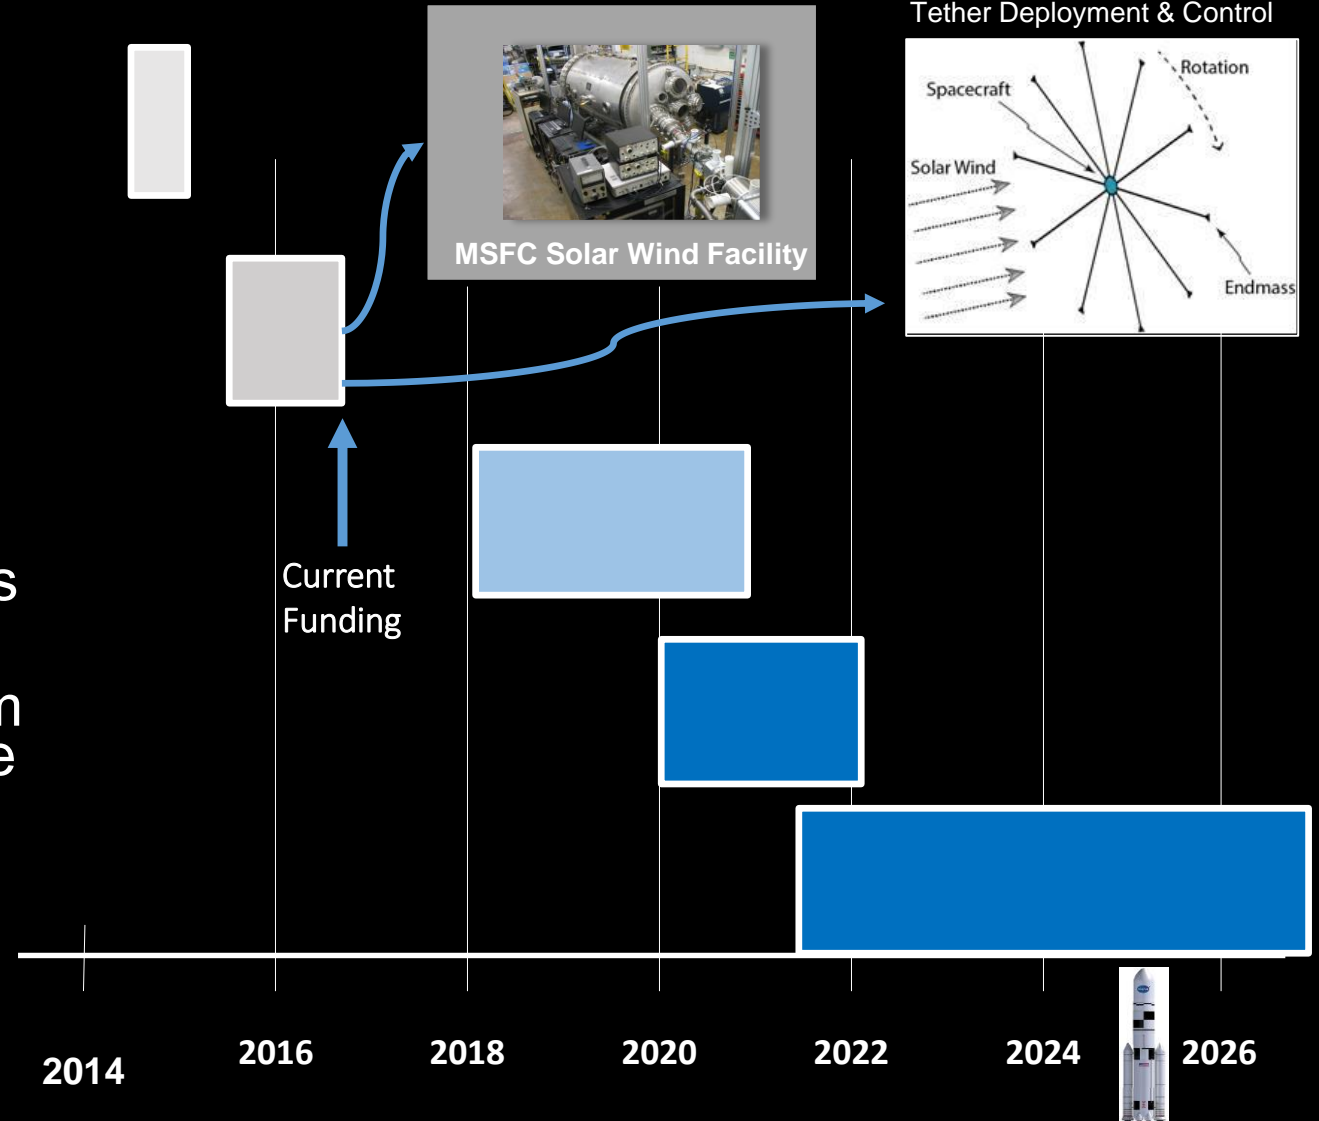 Tether Deployment & Control
Rotation
Spacecraft
Solar Wind
MSFC Solar Wind Facility
Endmass
Current
Funding
s
n
e
2014
2016
2018
2020
2022
2024
2026